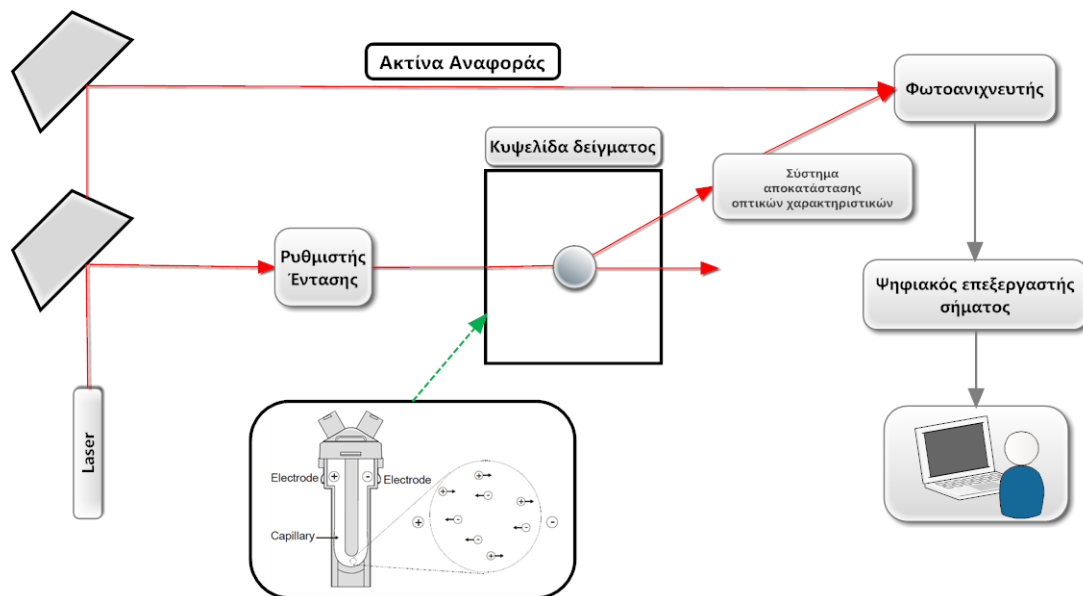 Ακτίνα Αναφοράς
Φωτοανιχνευτής
Κυψελίδα δείγματος
Σύστημα
αποκατάστασης
οπτικών χαρακτηριστικών
Ρυθμιστής
Έντασης
Ψηφιακός επεξεργαστής
σήματος
Laser
Electrode
Electrode
Capillary